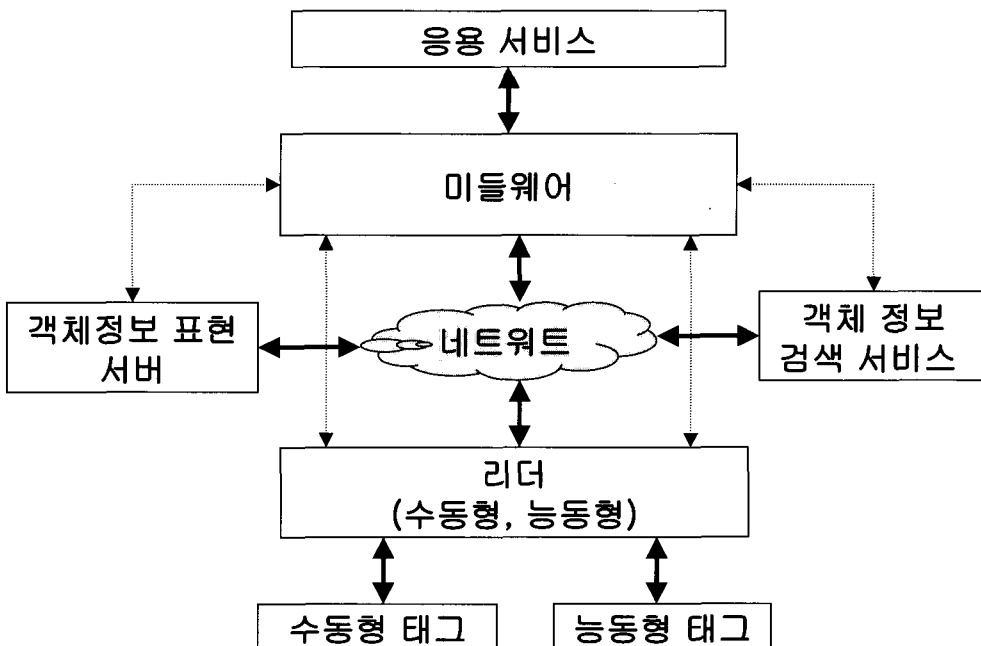 응용 서비스
미들웨어
객체정보 표현
서버
네트워트
객체 정보
검색 서비스
리더
(수동형, 능동형)
수동형 태그
능동형 태그